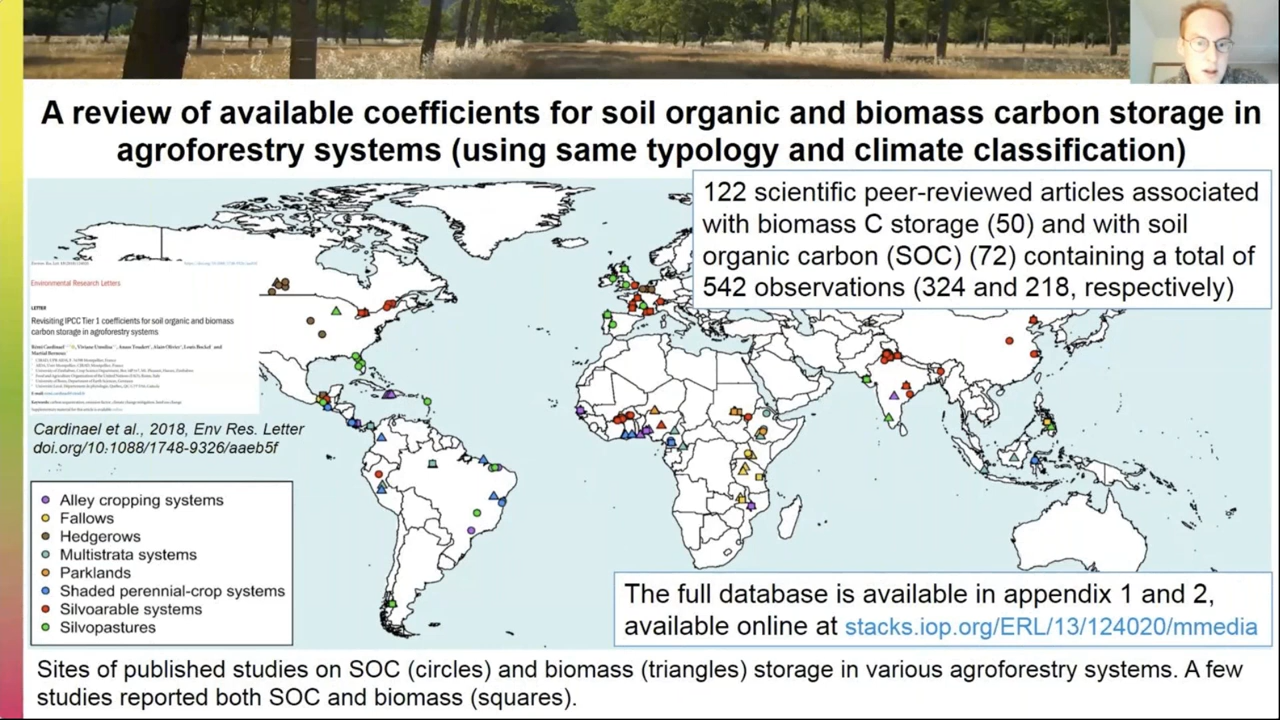 A review of available coefficients for soil organic and biomass carbon storage in
agroforestry systems (using same typology and climate classification)
122 scientific peer-reviewed articles associated
with biomass C storage (50) and with soil
organic carbon (SOC) (72) containing a total of
542 observations (324 and 218, respectively)
Environmental Research Letters
LETTER
Revisiting IPCC Tier 1 coefficients for soil organic and biomass
carbon storage in agroforestry systems
Cardinael et al., 2018, Env Res. Letter
doi.org/10.1088/1748-9326/aaeb5f
Alley cropping systems
Fallows
Hedgerows
Multistrata systems
Parklands
Shaded perennial-crop systems
Silvoarable systems
Silvopastures
The full database is available in appendix 1 and 2,
available online at stacks.iop.org/ERL/13/124020/mmedia
Sites of published studies on SOC (circles) and biomass (triangles) storage in various agroforestry systems. A few
studies reported both SOC and biomass (squares).